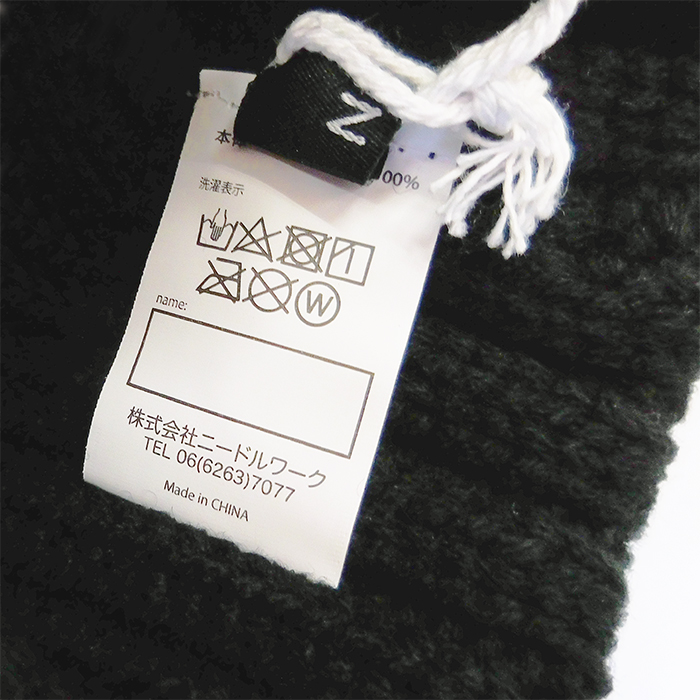 Z
本体
00%
洗濯表示
W
name:
株式会社ニードルワーク
TEL 06(6263)7077
Made in CHINA